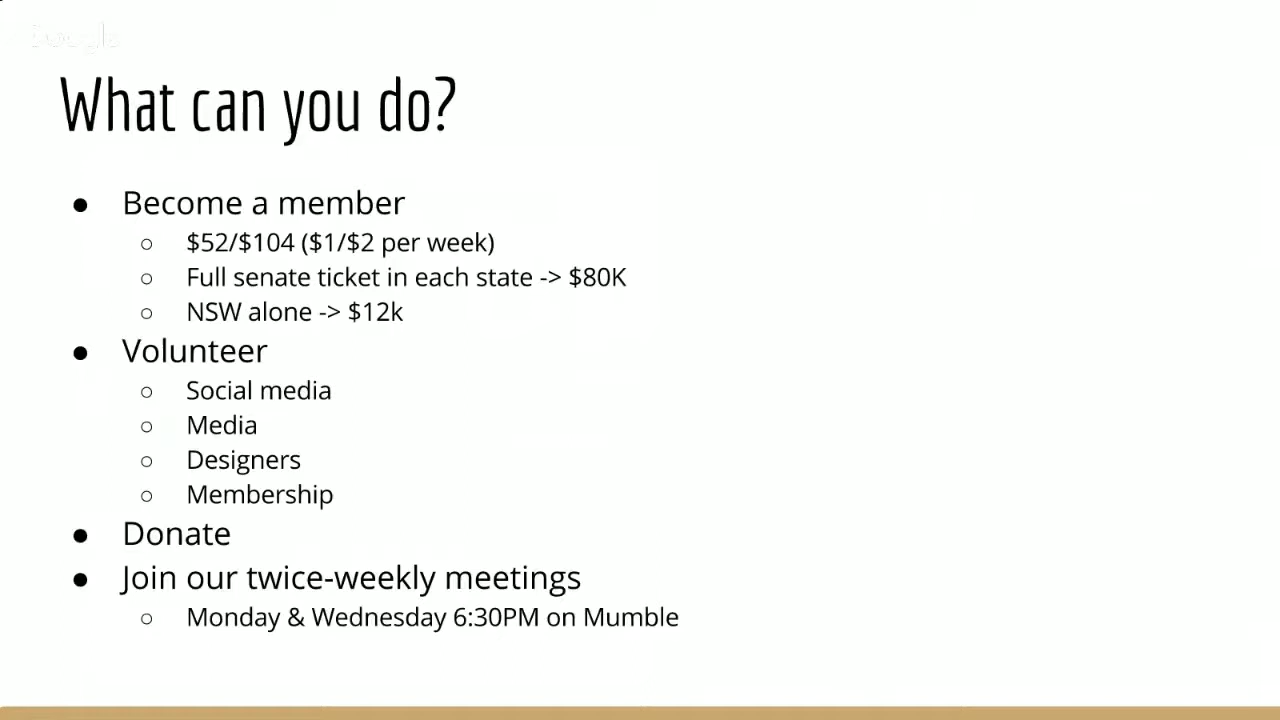 What can you do?
● Become a member
○ $52/$104 ($1/$2 per week)
○ Full senate ticket in each state -> $80K
○ NSW alone -> $12k
● Volunteer
○ Social media
○ Media
○ Designers
○ Membership
● Donate
● Join our twice-weekly meetings
○ Monday & Wednesday 6:30PM on Mumble